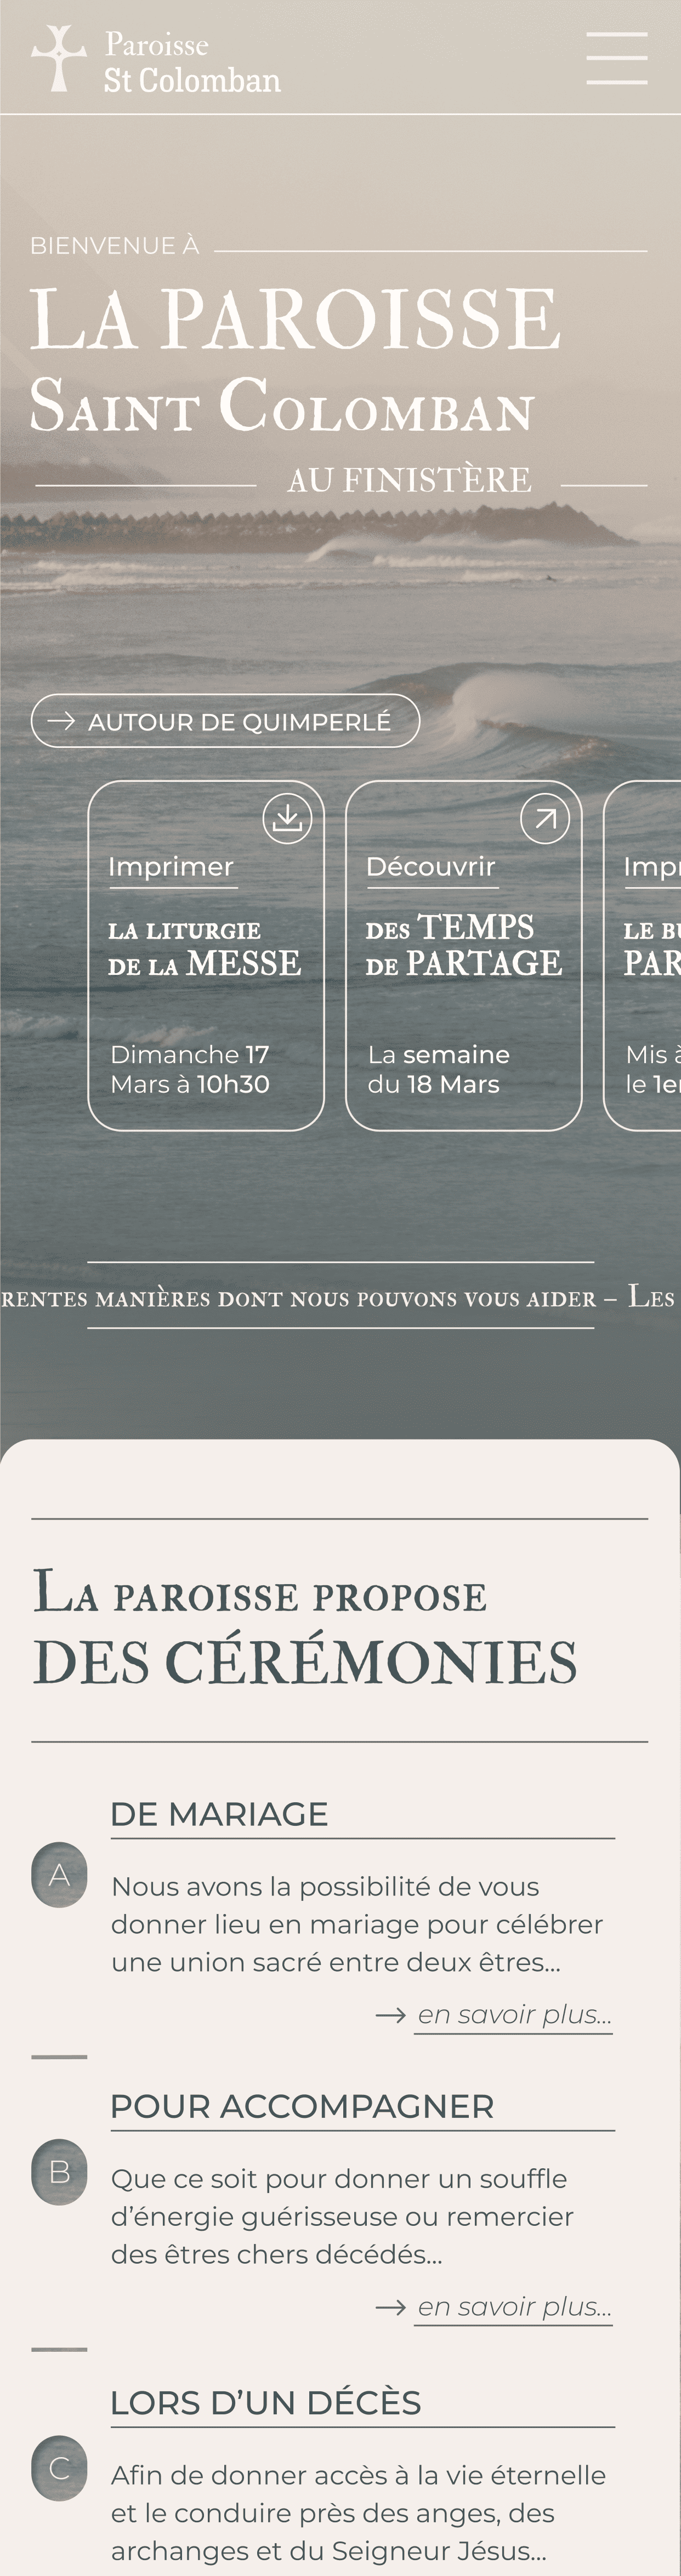 Paroisse
St Colomban
BIENVENUE À
LA PAROISSE
SAINT COLOMBAN
AU FINISTÈRE
→ AUTOUR DE QUIMPERLÉ
Imprimer
LA LITURGIE
DE LA MESSE
Dimanche 17
Mars à 10h30
Découvrir
DES TEMPS
DE PARTAGE
La semaine
du 18 Mars
Impr
LE BU
PAR
Mis à
le 1er
RENTES MANIÈRES DONT NOUS POUVONS VOUS AIDER – LES
LA PAROISSE PROPOSE
DES CÉRÉMONIES
A
DE MARIAGE
Nous avons la possibilité de vous
donner lieu en mariage pour célébrer
une union sacré entre deux êtres...
→ en savoir plus...
B
POUR ACCOMPAGNER
Que ce soit pour donner un souffle
d'énergie guérisseuse ou remercier
des êtres chers décédés...
→ en savoir plus...
C
LORS D'UN DÉCÈS
Afin de donner accès à la vie éternelle
et le conduire près des anges, des
archanges et du Seigneur Jésus...